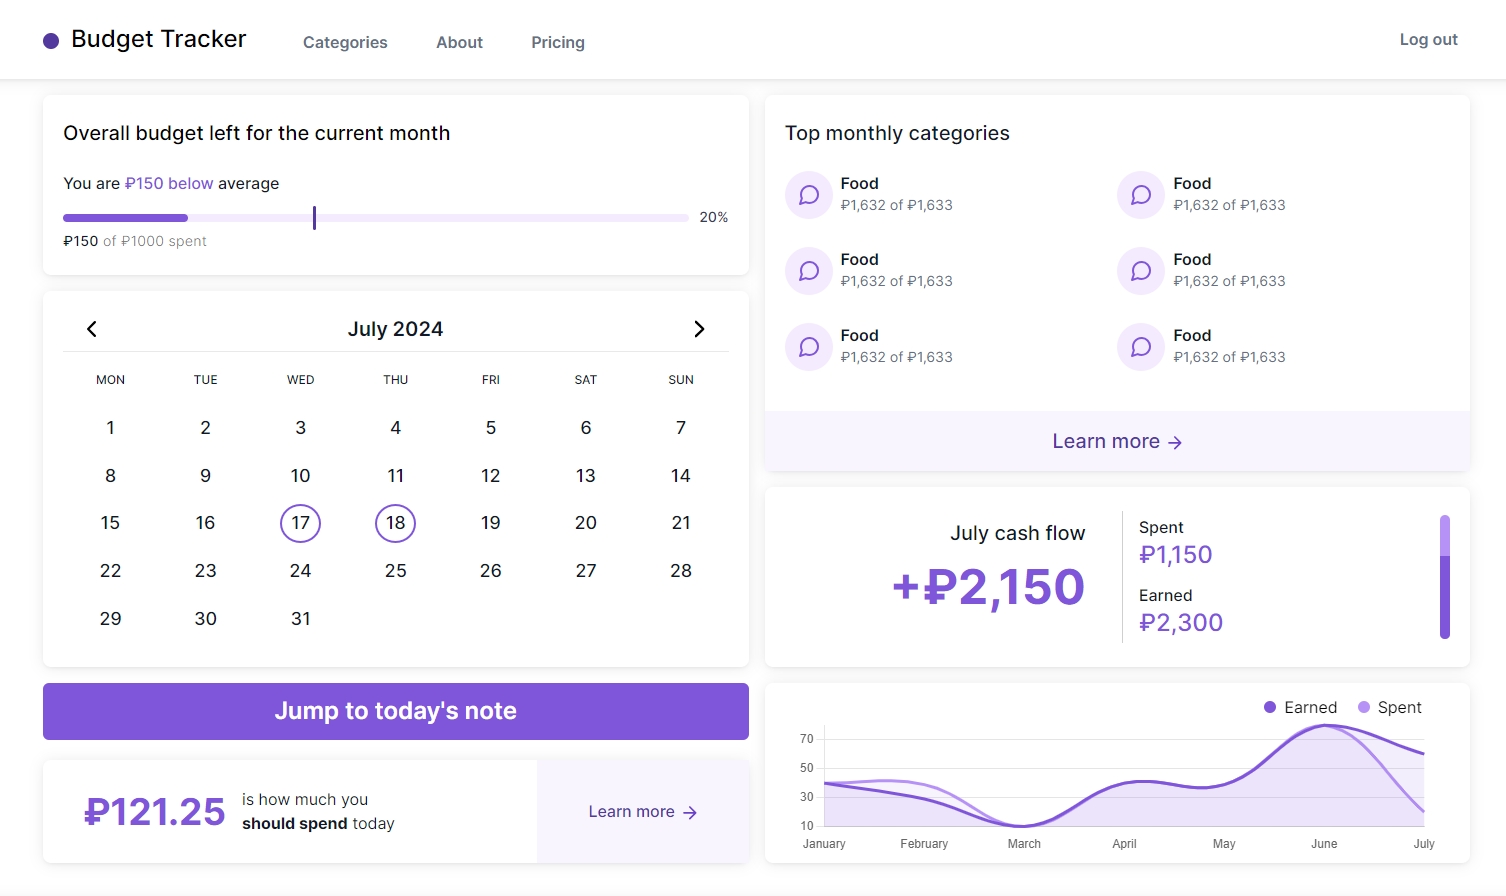 Budget Tracker
Categories
About
Pricing
Log out
Overall budget left for the current month
You are ₽150 below average
20%
₽150 of ₽1000 spent
July 2024
MON TUE WED THU FRI SAT SUN
1 2 3 4 5 6 7
8 9 10 11 12 13 14
15 16 17 18 19 20 21
22 23 24 25 26 27 28
29 30 31
Jump to today's note
₽121.25
is how much you
should spend today
Learn more →
Top monthly categories
Food
₽1,632 of ₽1,633
Food
₽1,632 of ₽1,633
Food
₽1,632 of ₽1,633
Food
₽1,632 of ₽1,633
Food
₽1,632 of ₽1,633
Food
₽1,632 of ₽1,633
Learn more →
July cash flow
+₽2,150
Spent
₽1,150
Earned
₽2,300
Earned Spent
70
50
30
10
January February March April May June July